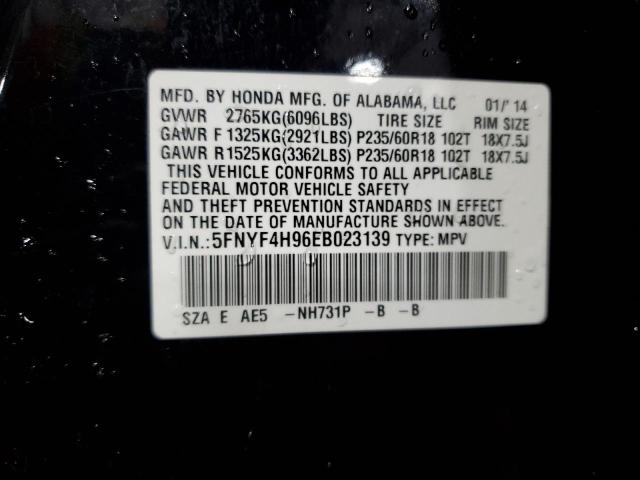 MFD. BY HONDA MFG. OF ALABAMA, LLC 01/'14
GVWR 2765KG(6096LBS) TIRE SIZE RIM SIZE
GAWR F 1325KG(2921LBS) P235/60R18 102T 18X7.5J
GAWR R1525KG(3362LBS) P235/60R18 102T 18X7.5J
THIS VEHICLE CONFORMS TO ALL APPLICABLE
FEDERAL MOTOR VEHICLE SAFETY
AND THEFT PREVENTION STANDARDS IN EFFECT
ON THE DATE OF MANUFACTURE SHOWN ABOVE.
V.I.N.:5FNYF4H96EB023139 TYPE: MPV
SZA E AE5 -NH731P -B -B